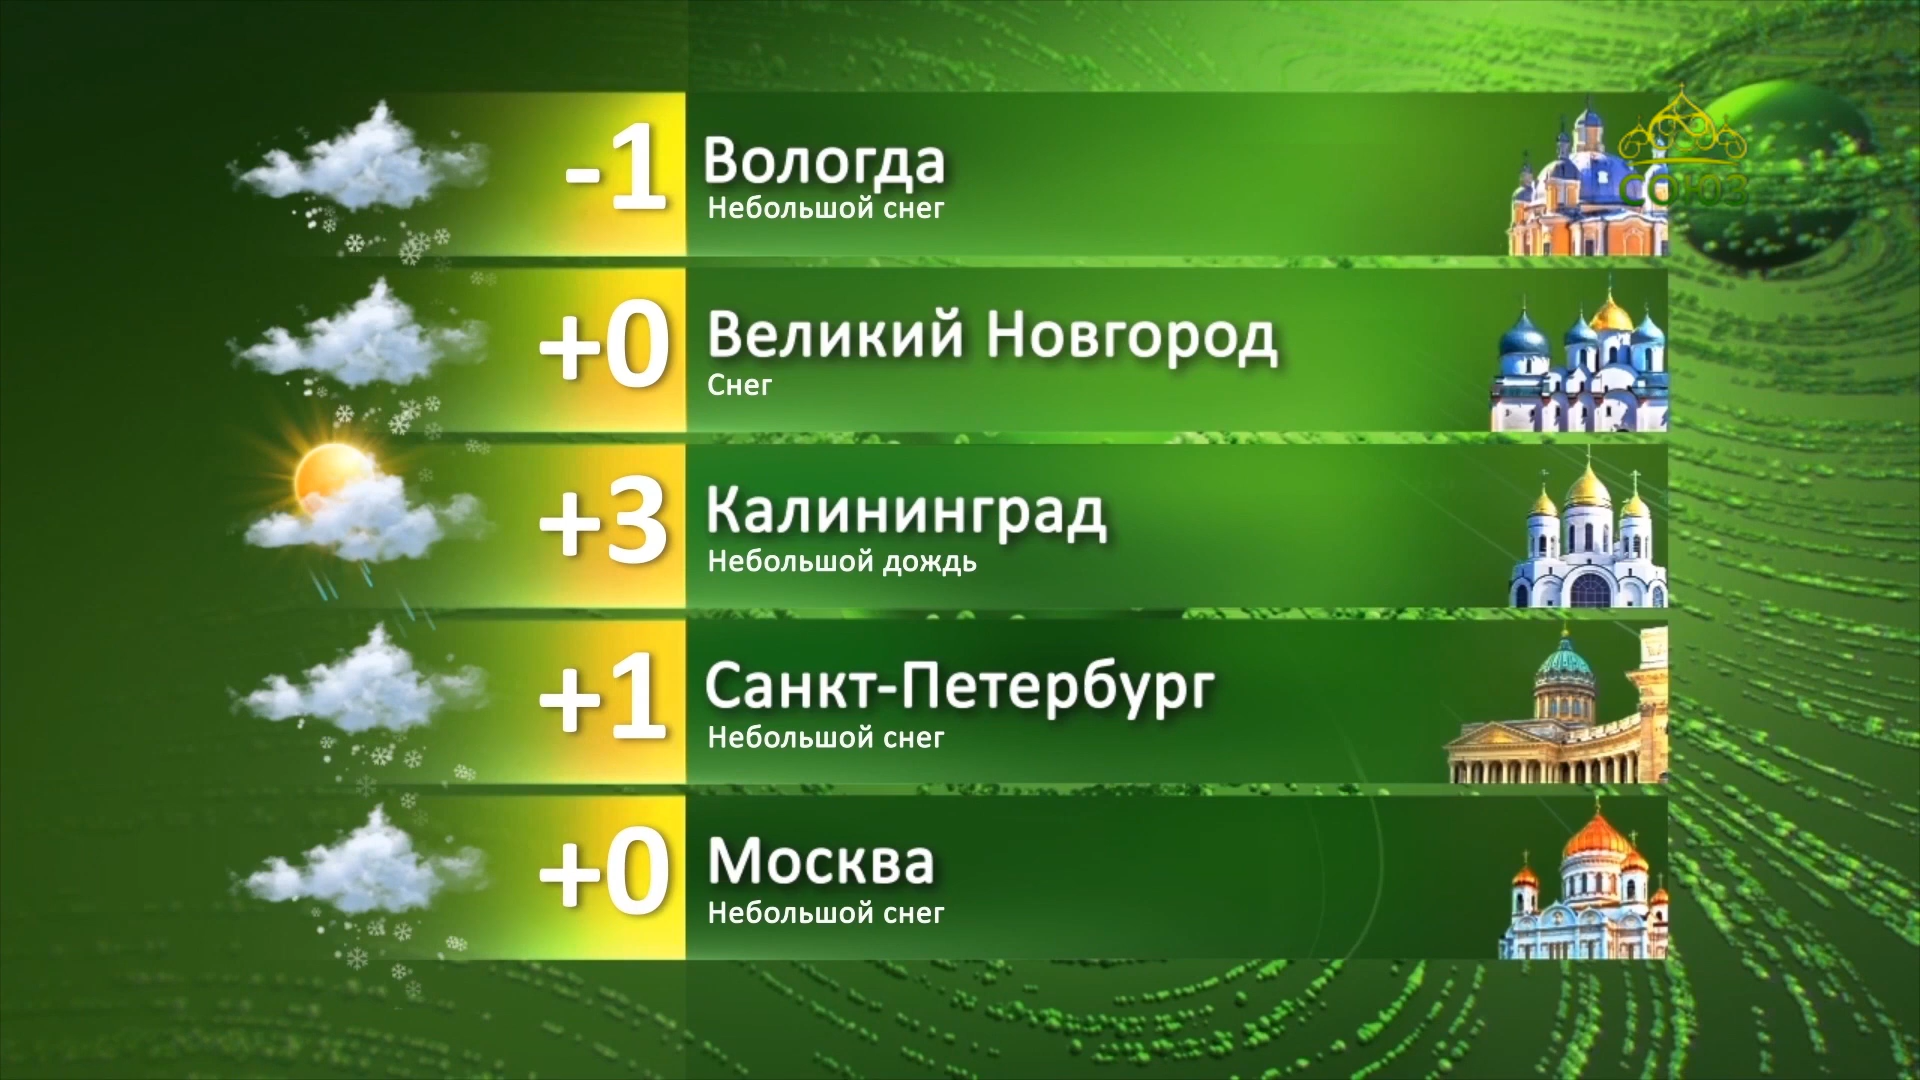 -1
Вологда
Небольшой снег
СОЮЗ
+0
Великий Новгород
Снег
+3
Калининград
Небольшой дождь
+1
Санкт-Петербург
Небольшой снег
+0
Москва
Небольшой снег